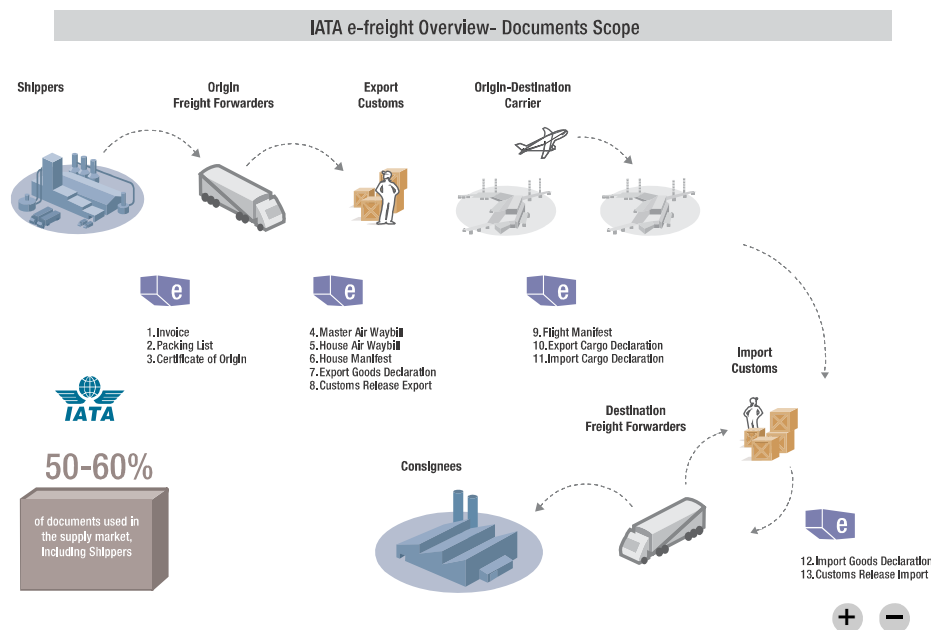 IATA e-freight Overview- Documents Scope
Shippers
Origin
Freight Forwarders
Export
Customs
Origin-Destination
Carrier
e
e
e
1.Invoice
2.Packing List
3.Certificate of Origin
4.Master Air Waybill
5.House Air Waybill
6.House Manifest
7.Export Goods Declaration
8.Customs Release Export
9.Flight Manifest
10.Export Cargo Declaration
11.Import Cargo Declaration
Import
Customs
IATA
Destination
Freight Forwarders
50-60%
of documents used in
the supply market,
including Shippers
Consignees
e
12.Import Goods Declaration
13.Customs Release Import
+ −